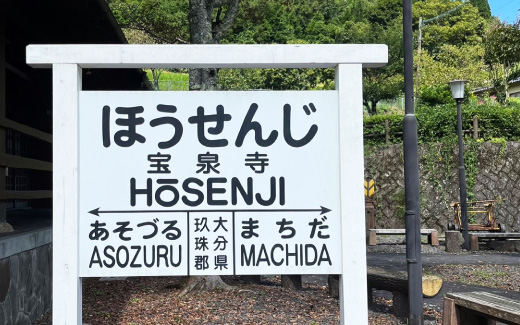 ほうせんじ
宝泉寺
HōSENJI
あそづる
ASOZURU
大分県
玖珠郡
まちだ
MACHIDA